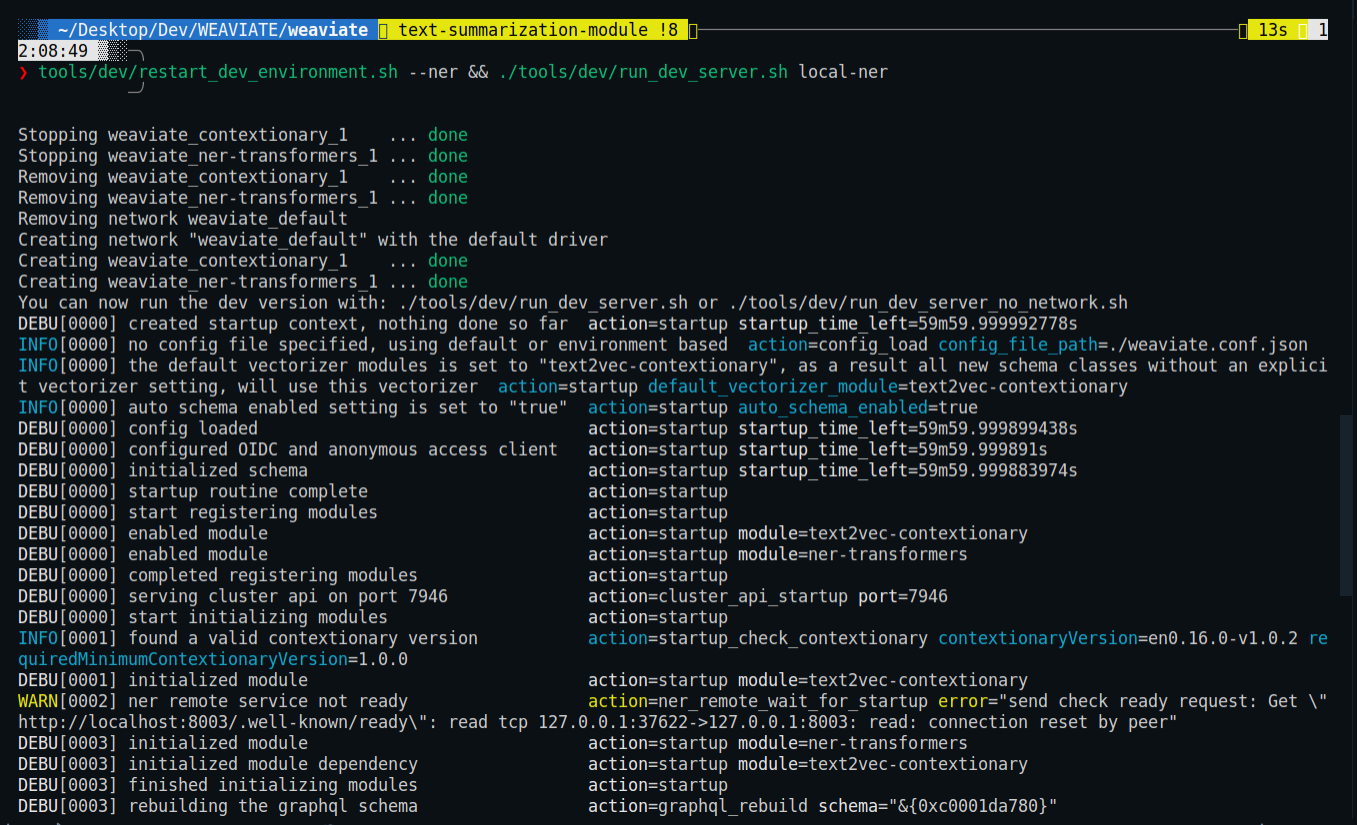 ~/Desktop/Dev/WEAVIATE/weaviate text-summarization-module !8 13s 1
2:08:49
❯ tools/dev/restart_dev_environment.sh --ner && ./tools/dev/run_dev_server.sh local-ner
Stopping weaviate_contextionary_1    ... done
Stopping weaviate_ner-transformers_1 ... done
Removing weaviate_contextionary_1    ... done
Removing weaviate_ner-transformers_1 ... done
Removing network weaviate_default
Creating network "weaviate_default" with the default driver
Creating weaviate_contextionary_1    ... done
Creating weaviate_ner-transformers_1 ... done
You can now run the dev version with: ./tools/dev/run_dev_server.sh or ./tools/dev/run_dev_server_no_network.sh
DEBU[0000] created startup context, nothing done so far  action=startup startup_time_left=59m59.999992778s
INFO[0000] no config file specified, using default or environment based  action=config_load config_file_path=./weaviate.conf.json
INFO[0000] the default vectorizer modules is set to "text2vec-contextionary", as a result all new schema classes without an explici
t vectorizer setting, will use this vectorizer  action=startup default_vectorizer_module=text2vec-contextionary
INFO[0000] auto schema enabled setting is set to "true"  action=startup auto_schema_enabled=true
DEBU[0000] config loaded                                 action=startup startup_time_left=59m59.999899438s
DEBU[0000] configured OIDC and anonymous access client   action=startup startup_time_left=59m59.999891s
DEBU[0000] initialized schema                            action=startup startup_time_left=59m59.999883974s
DEBU[0000] startup routine complete                      action=startup
DEBU[0000] start registering modules                     action=startup
DEBU[0000] enabled module                                action=startup module=text2vec-contextionary
DEBU[0000] enabled module                                action=startup module=ner-transformers
DEBU[0000] completed registering modules                 action=startup
DEBU[0000] serving cluster api on port 7946              action=cluster_api_startup port=7946
DEBU[0000] start initializing modules                    action=startup
INFO[0001] found a valid contextionary version           action=startup_check_contextionary contextionaryVersion=en0.16.0-v1.0.2 re
quiredMinimumContextionaryVersion=1.0.0
DEBU[0001] initialized module                            action=startup module=text2vec-contextionary
WARN[0002] ner remote service not ready                  action=ner_remote_wait_for_startup error="send check ready request: Get \"
http://localhost:8003/.well-known/ready\": read tcp 127.0.0.1:37622->127.0.0.1:8003: read: connection reset by peer"
DEBU[0003] initialized module                            action=startup module=ner-transformers
DEBU[0003] initialized module dependency                 action=startup module=text2vec-contextionary
DEBU[0003] finished initializing modules                 action=startup
DEBU[0003] rebuilding the graphql schema                 action=graphql_rebuild schema="&{0xc0001da780}"